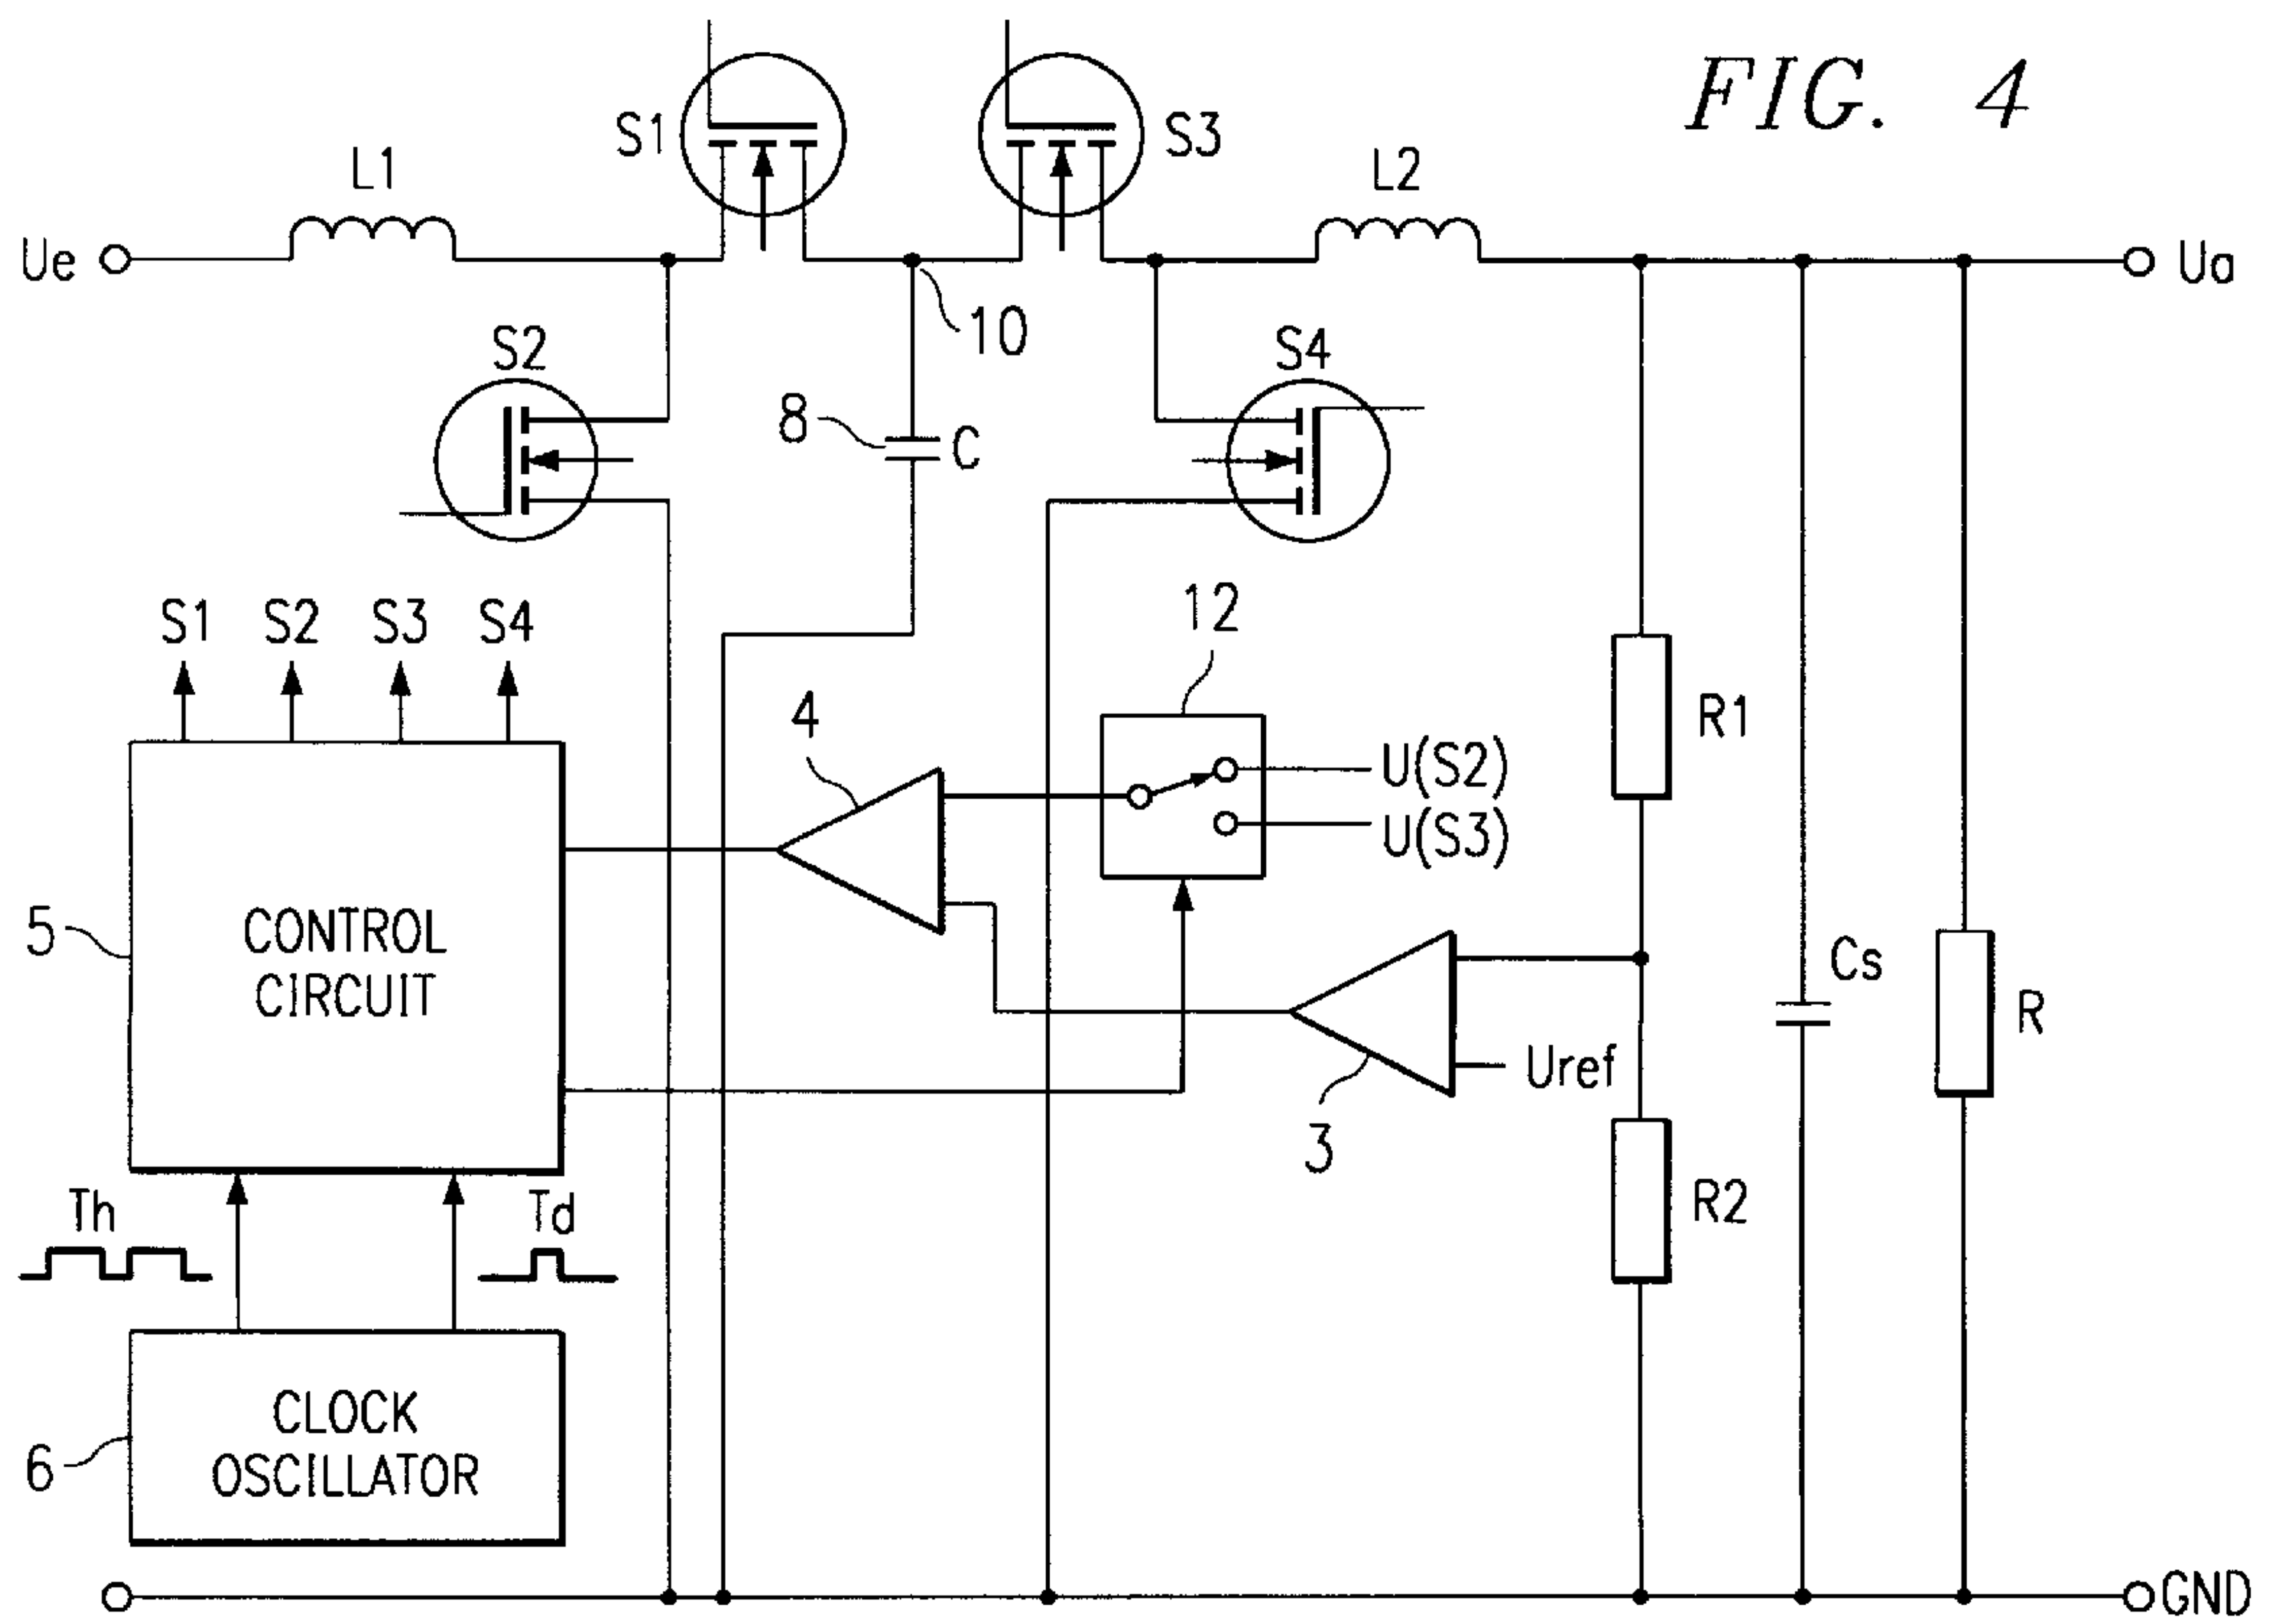 FIG. 4
S1
S3
L1
L2
Ue
Ua
10
S2
S4
8
C
S1 S2 S3 S4
12
4
R1
U(S2)
U(S3)
5
CONTROL
CIRCUIT
Cs
R
Uref
3
Th
Td
R2
6
CLOCK
OSCILLATOR
GND